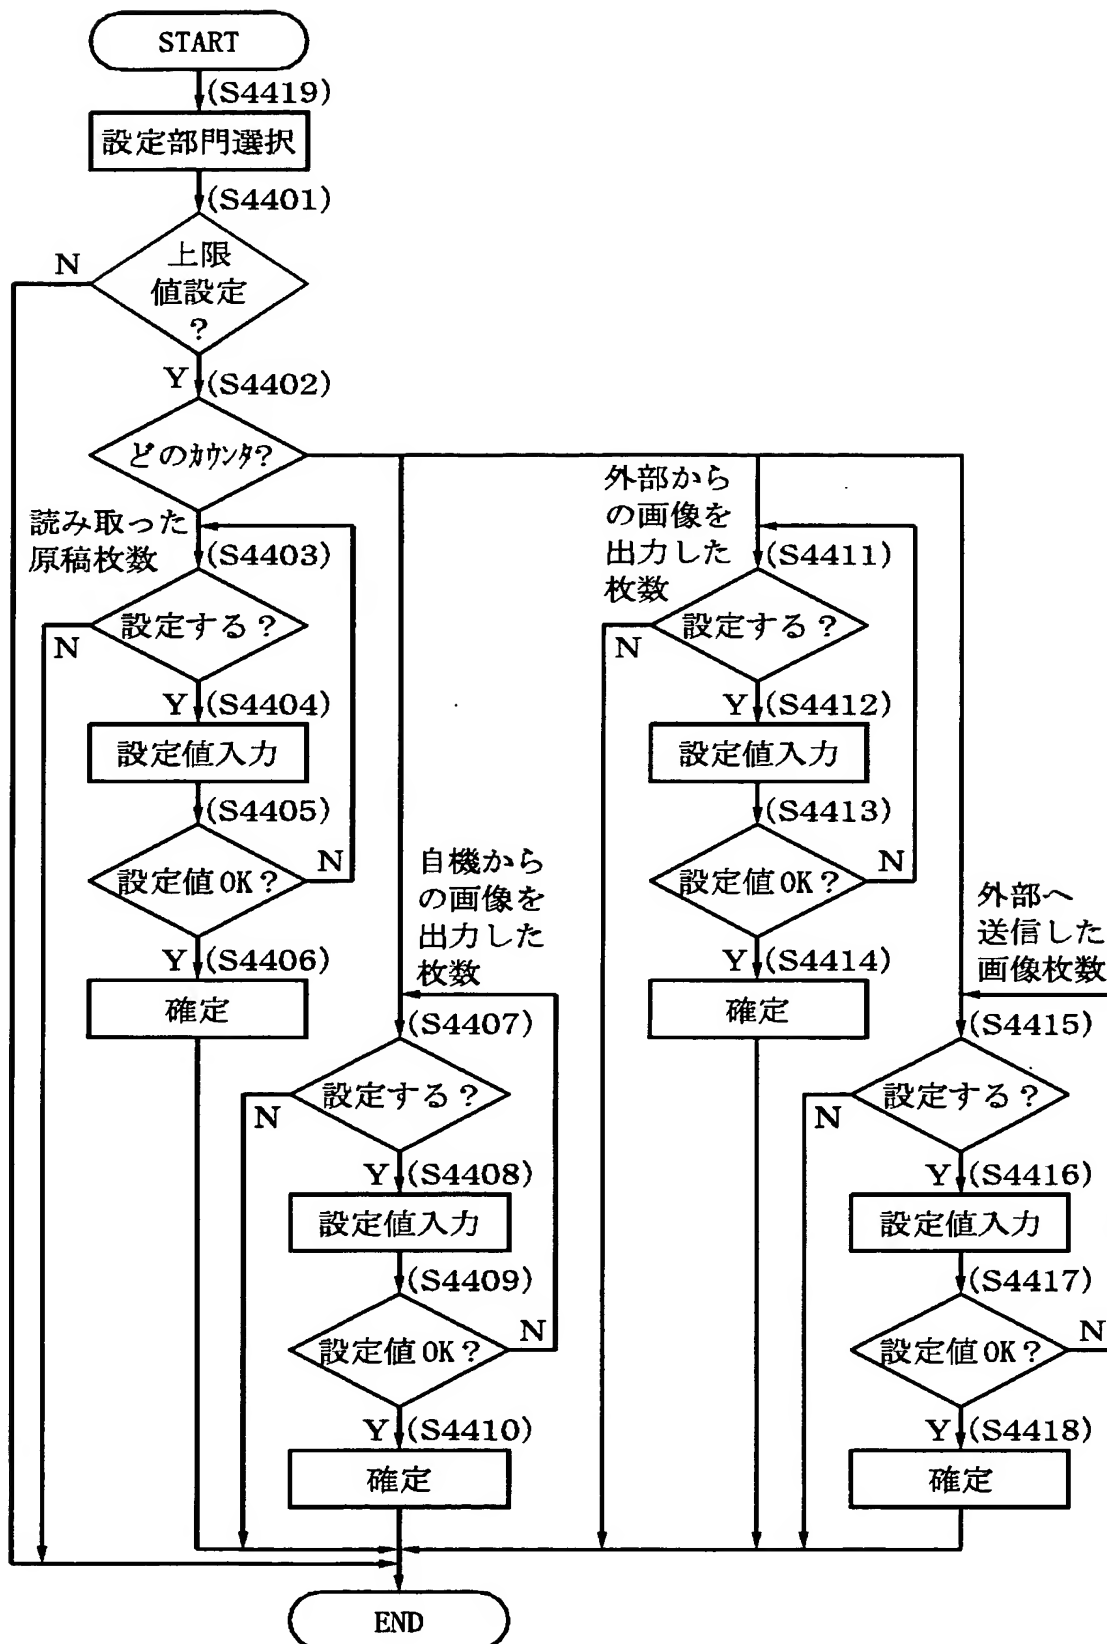 START
(S4419)
設定部門選択
(S4401)
上限
値設定
?
N
Y
(S4402)
どのカウンタ?
読み取った
原稿枚数
(S4403)
設定する?
N
Y
(S4404)
設定値入力
(S4405)
設定値OK?
N
Y
(S4406)
確定
自機から
の画像を
出力した
枚数
(S4407)
設定する?
N
Y
(S4408)
設定値入力
(S4409)
設定値OK?
N
Y
(S4410)
確定
外部から
の画像を
出力した
枚数
(S4411)
設定する?
N
Y
(S4412)
設定値入力
(S4413)
設定値OK?
N
Y
(S4414)
確定
外部へ
送信した
画像枚数
(S4415)
設定する?
N
Y
(S4416)
設定値入力
(S4417)
設定値OK?
N
Y
(S4418)
確定
END